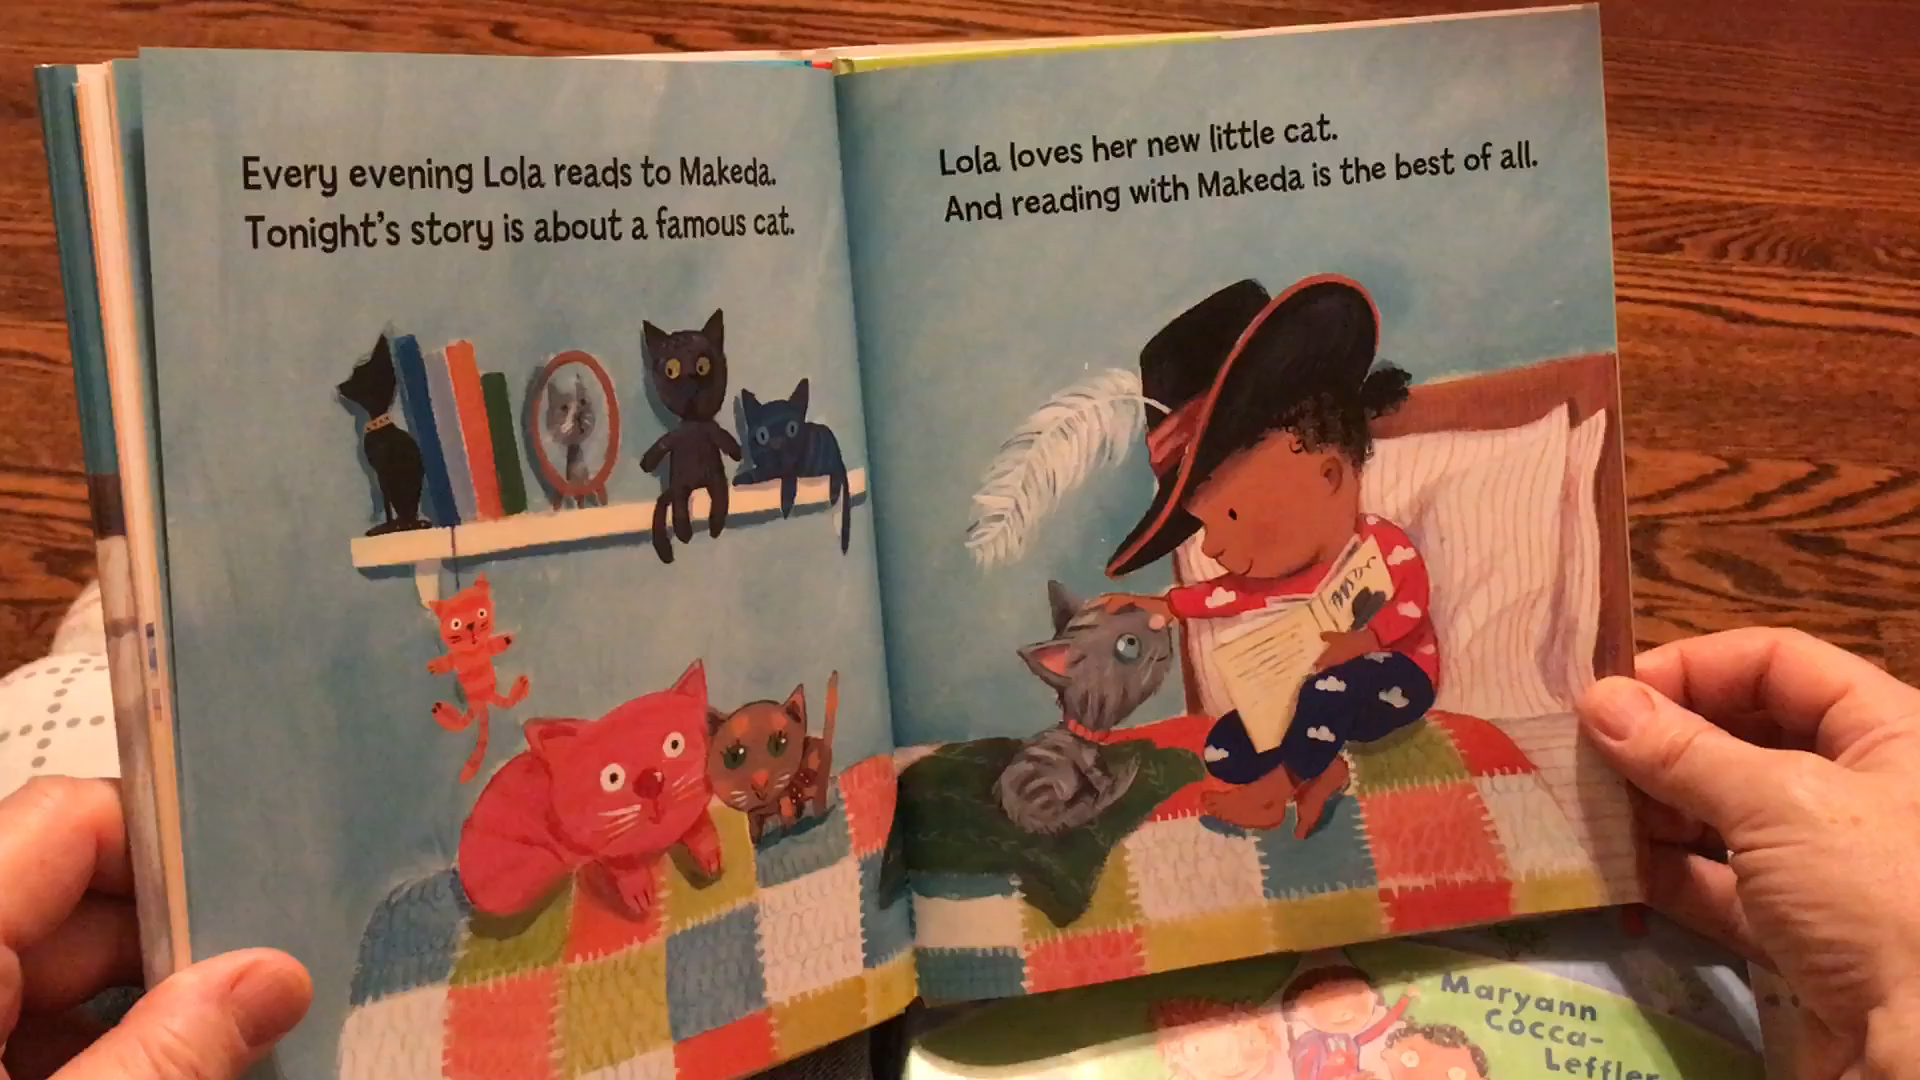 Every evening Lola reads to Makeda.
Tonight's story is about a famous cat.
Lola loves her new little cat.
And reading with Makeda is the best of all.
Maryann
Cocca-
Leffler